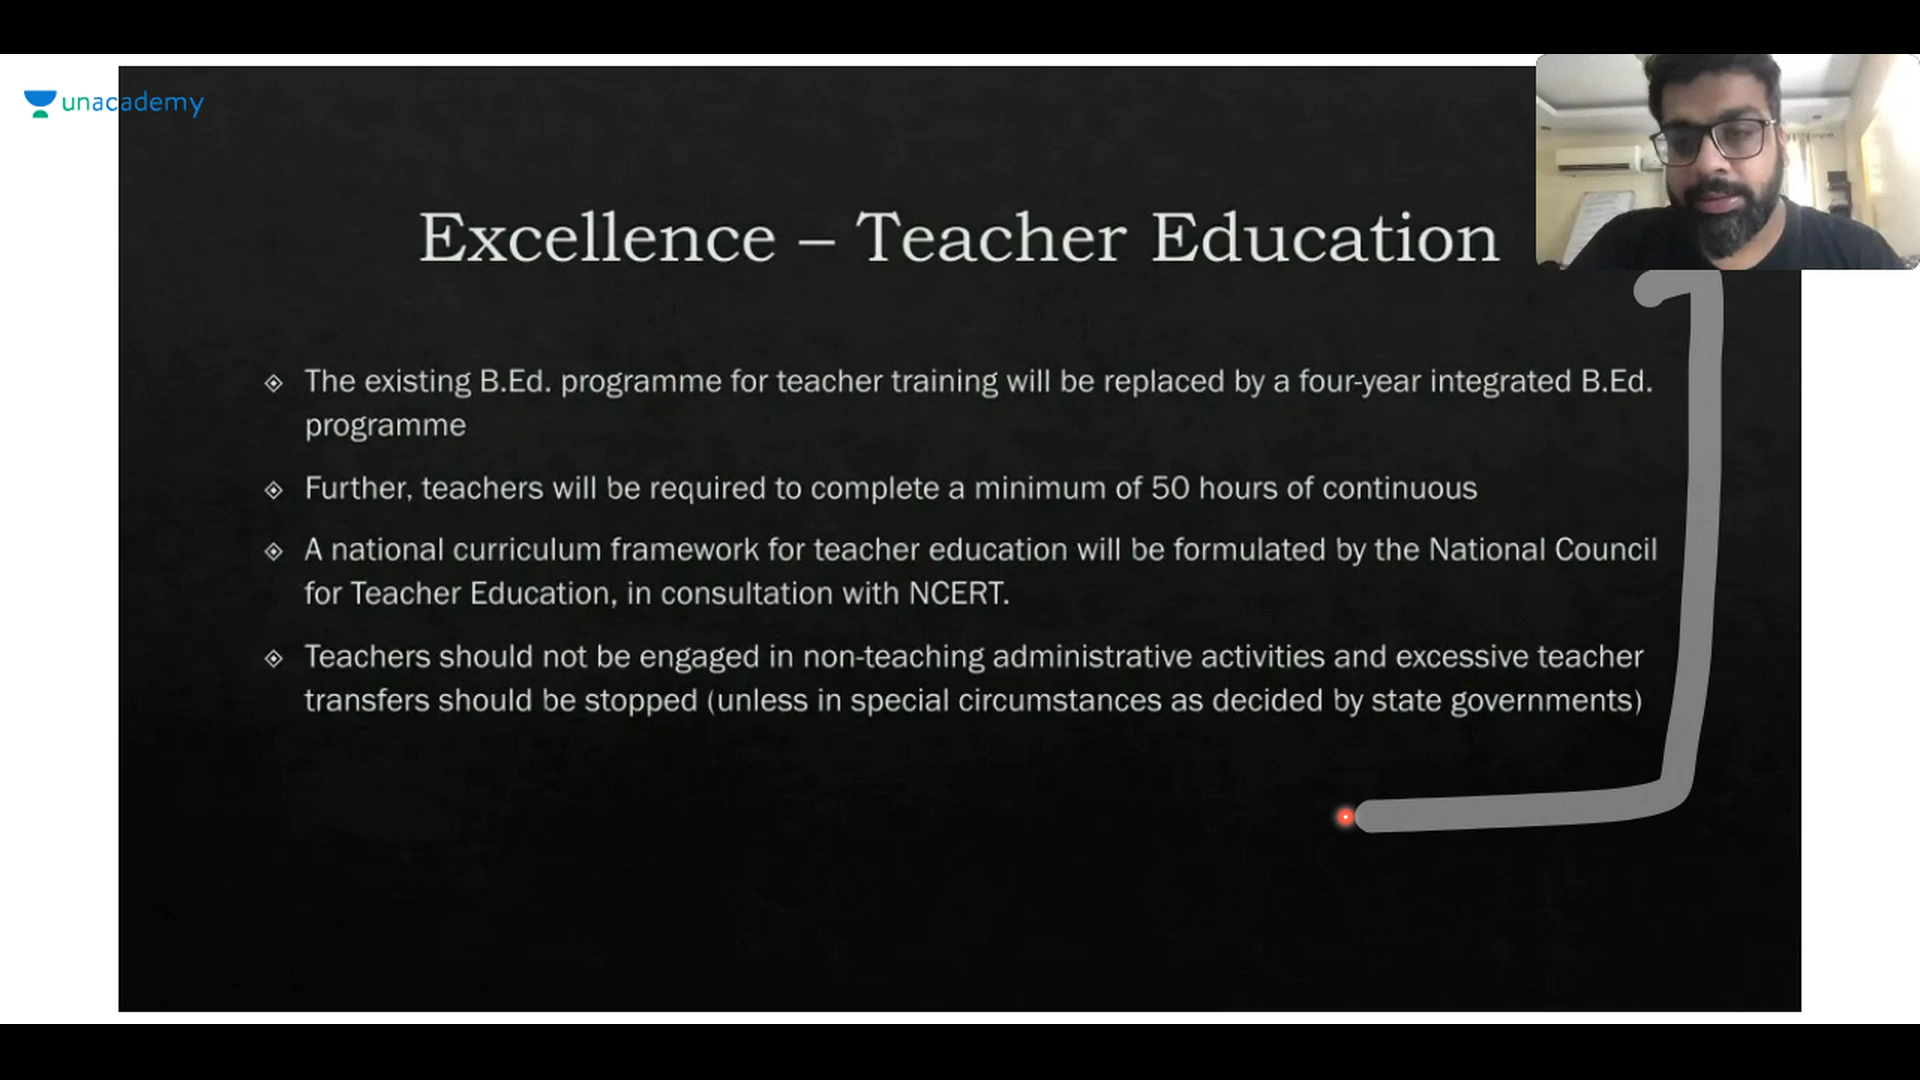 unacademy
Excellence – Teacher Education
The existing B.Ed. programme for teacher training will be replaced by a four-year integrated B.Ed.
programme
Further, teachers will be required to complete a minimum of 50 hours of continuous
A national curriculum framework for teacher education will be formulated by the National Council
for Teacher Education, in consultation with NCERT.
Teachers should not be engaged in non-teaching administrative activities and excessive teacher
transfers should be stopped (unless in special circumstances as decided by state governments)